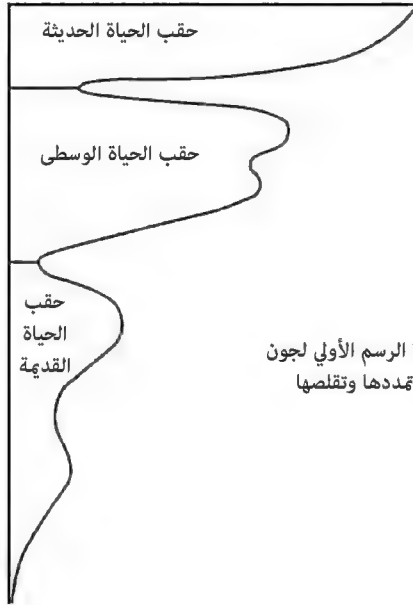 حقب الحياة الحديثة
حقب الحياة الوسطى
حقب
الحياة
القديمة
الرسم الأولي لجون
تمددها وتقلصها